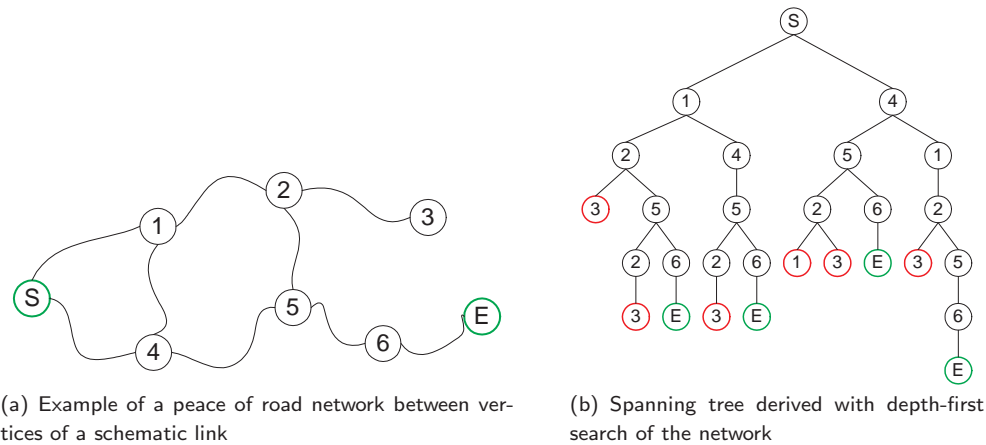 S
1
2
3
4
5
6
E
S
1 4
2 4 5 1
3 5 5 2 6 2
2 6 2 6 1 3 E 3 5
3 E 3 E 6
E
(a) Example of a peace of road network between ver-
tices of a schematic link
(b) Spanning tree derived with depth-first
search of the network